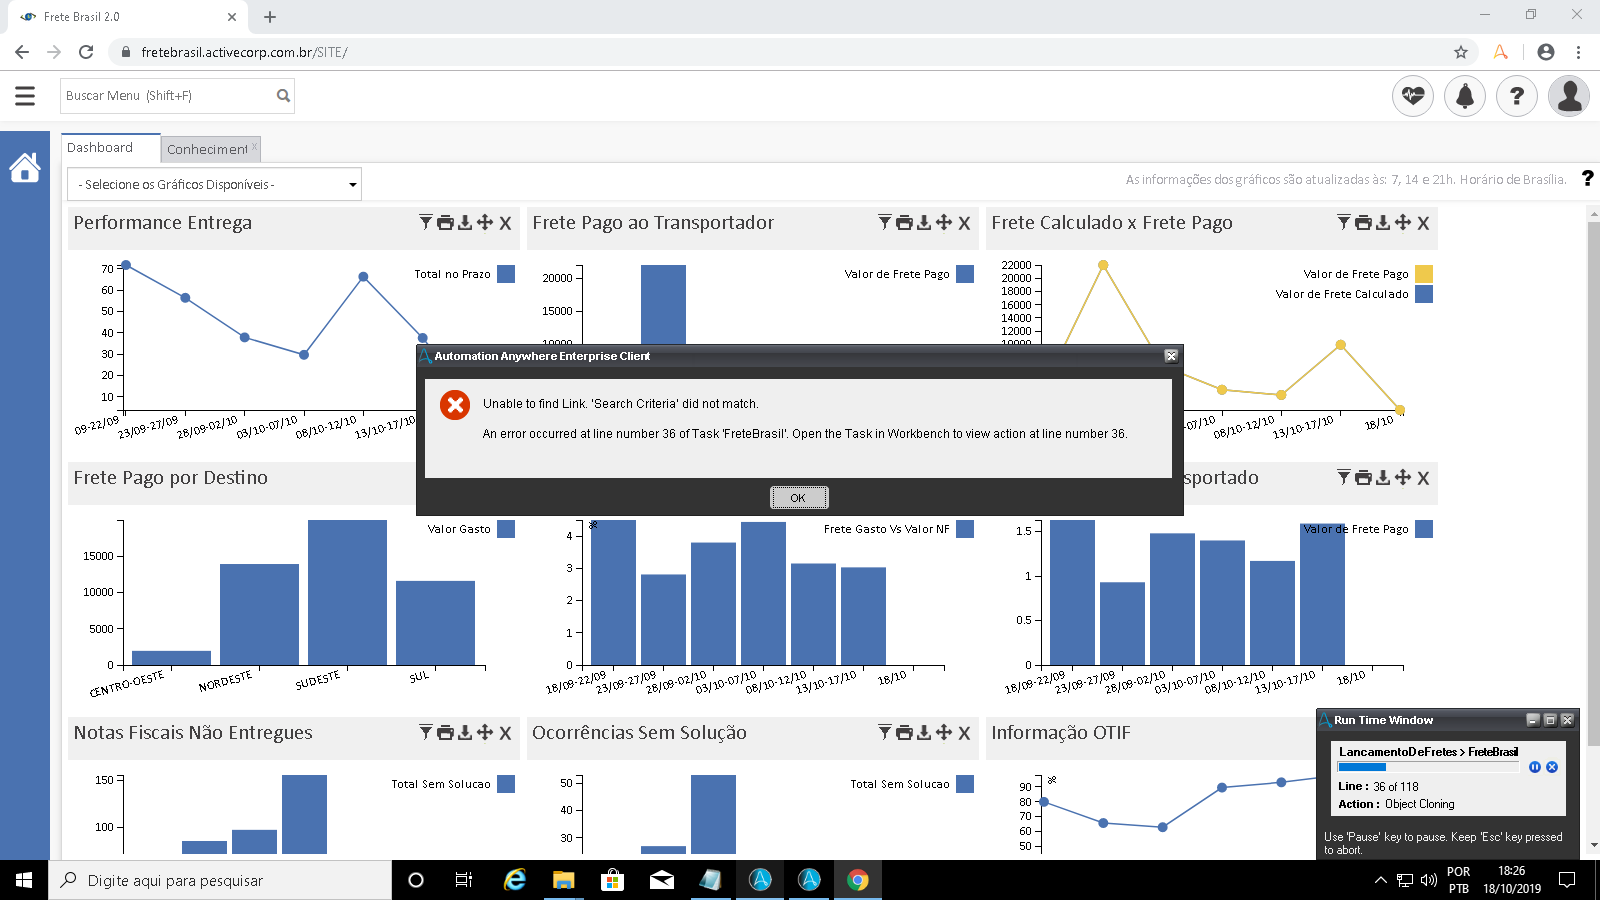 Frete Brasil 2.0
fretebrasil.activecorp.com.br/SITE/
Buscar Menu (Shift+F)
Dashboard
Conheciment
- Selecione os Gráficos Disponíveis -
As informações dos gráficos são atualizadas às: 7, 14 e 21h. Horário de Brasília.
Performance Entrega
Total no Prazo
70
60
50
40
30
20
10
09-22/09
23/09-27/09
28/09-02/10
03/10-07/10
08/10-12/10
13/10-17/10
Frete Pago ao Transportador
Valor de Frete Pago
20000
15000
10000
Frete Calculado x Frete Pago
Valor de Frete Pago
Valor de Frete Calculado
22000
20000
18000
16000
14000
12000
10000
-07/10
08/10-12/10
13/10-17/10
18/10
Automation Anywhere Enterprise Client
Unable to find Link. 'Search Criteria' did not match.
An error occurred at line number 36 of Task 'FreteBrasil'. Open the Task in Workbench to view action at line number 36.
OK
Frete Pago por Destino
Valor Gasto
15000
10000
5000
0
CENTRO-OESTE
NORDESTE
SUDESTE
SUL
%
Frete Gasto Vs Valor NF
4
3
2
1
0
18/09-22/09
23/09-27/09
28/09-02/10
03/10-07/10
08/10-12/10
13/10-17/10
18/10
sportado
Valor de Frete Pago
1.5
1
0.5
0
18/09-22/09
23/09-27/09
28/09-02/10
03/10-07/10
08/10-12/10
13/10-17/10
18/10
Notas Fiscais Não Entregues
Total Sem Solucao
150
100
Ocorrências Sem Solução
Total Sem Solucao
50
40
30
Informação OTIF
%
90
80
70
60
50
Run Time Window
LancamentoDeFretes > FreteBrasil
Line : 36 of 118
Action : Object Cloning
Use 'Pause' key to pause. Keep 'Esc' key pressed
to abort.
Digite aqui para pesquisar
POR
PTB
18:26
18/10/2019